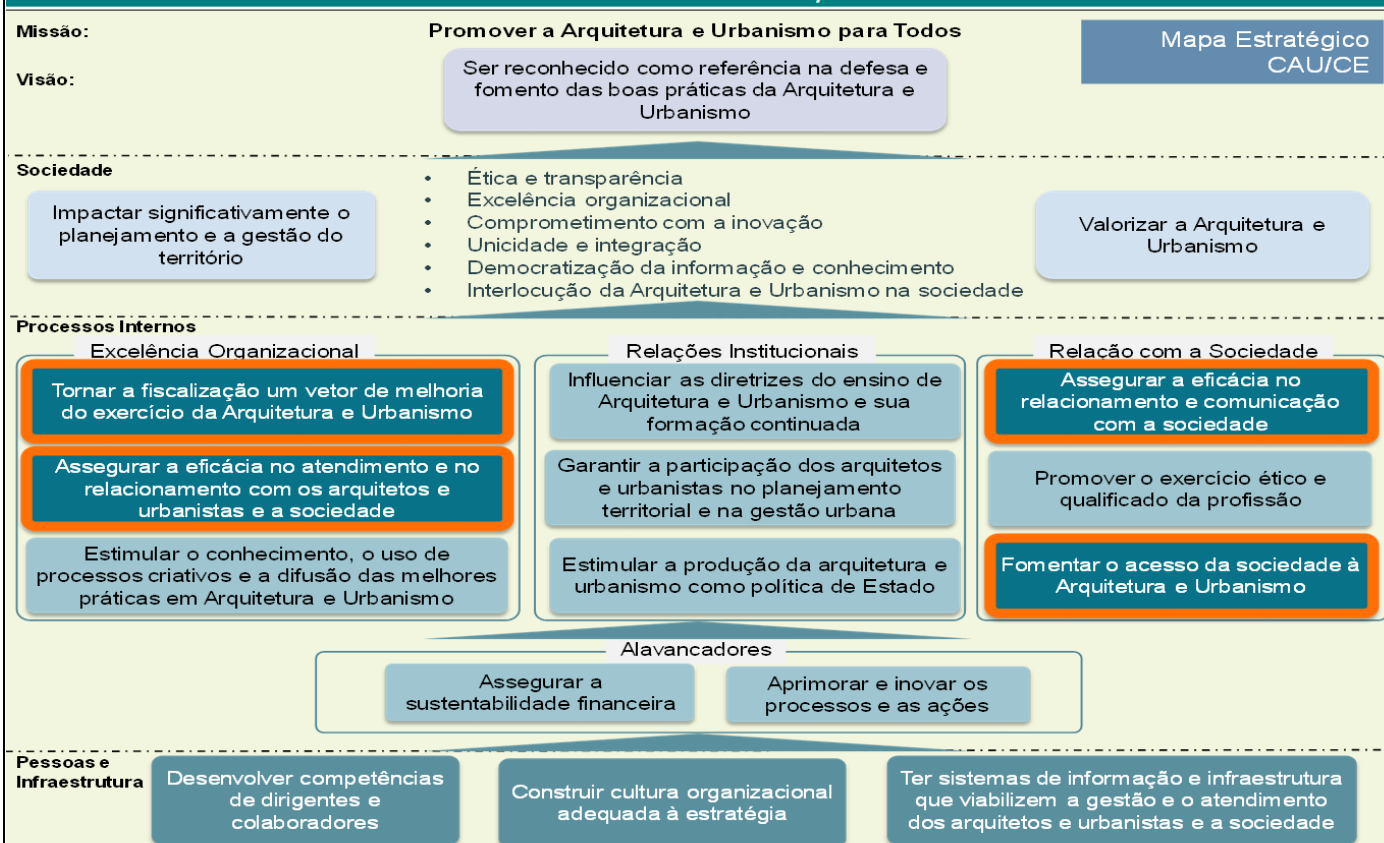 Missão:
Promover a Arquitetura e Urbanismo para Todos
Mapa Estratégico
CAU/CE
Visão:
Ser reconhecido como referência na defesa e
fomento das boas práticas da Arquitetura e
Urbanismo
Sociedade
Impactar significativamente o
planejamento e a gestão do
território
• Ética e transparência
• Excelência organizacional
• Comprometimento com a inovação
• Unicidade e integração
• Democratização da informação e conhecimento
• Interlocução da Arquitetura e Urbanismo na sociedade
Valorizar a Arquitetura e
Urbanismo
Processos Internos
Excelência Organizacional
Tornar a fiscalização um vetor de melhoria
do exercício da Arquitetura e Urbanismo
Assegurar a eficácia no atendimento e no
relacionamento com os arquitetos e
urbanistas e a sociedade
Estimular o conhecimento, o uso de
processos criativos e a difusão das melhores
práticas em Arquitetura e Urbanismo
Relações Institucionais
Influenciar as diretrizes do ensino de
Arquitetura e Urbanismo e sua
formação continuada
Garantir a participação dos arquitetos
e urbanistas no planejamento
territorial e na gestão urbana
Estimular a produção da arquitetura e
urbanismo como política de Estado
Relação com a Sociedade
Assegurar a eficácia no
relacionamento e comunicação
com a sociedade
Promover o exercício ético e
qualificado da profissão
Fomentar o acesso da sociedade à
Arquitetura e Urbanismo
Alavancadores
Assegurar a
sustentabilidade financeira
Aprimorar e inovar os
processos e as ações
Pessoas e
Infraestrutura
Desenvolver competências
de dirigentes e
colaboradores
Construir cultura organizacional
adequada à estratégia
Ter sistemas de informação e infraestrutura
que viabilizem a gestão e o atendimento
dos arquitetos e urbanistas e a sociedade